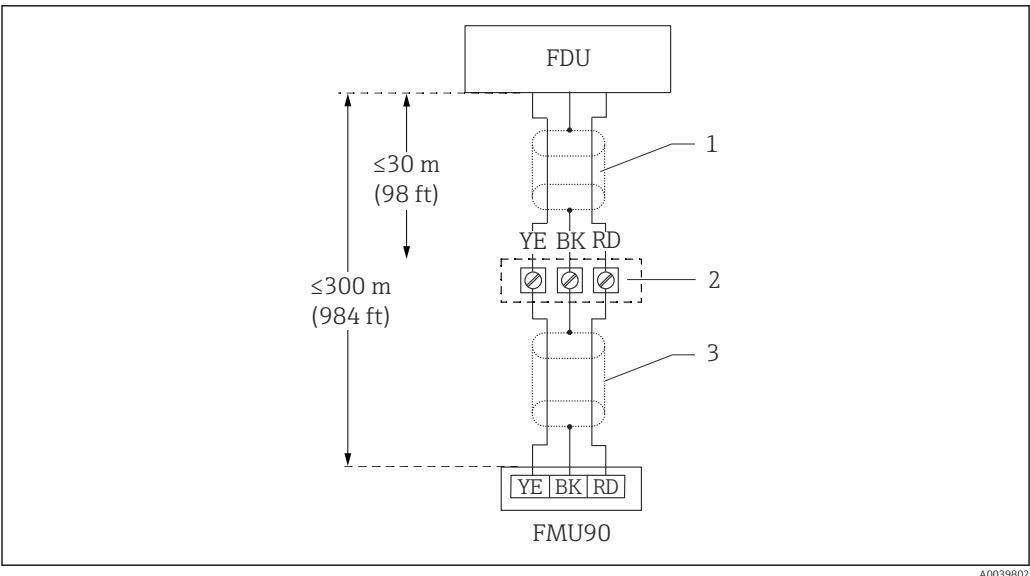 FDU
1
≤30 m
(98 ft)
YE BK RD
2
≤300 m
(984 ft)
3
YE BK RD
FMU90
A0039802